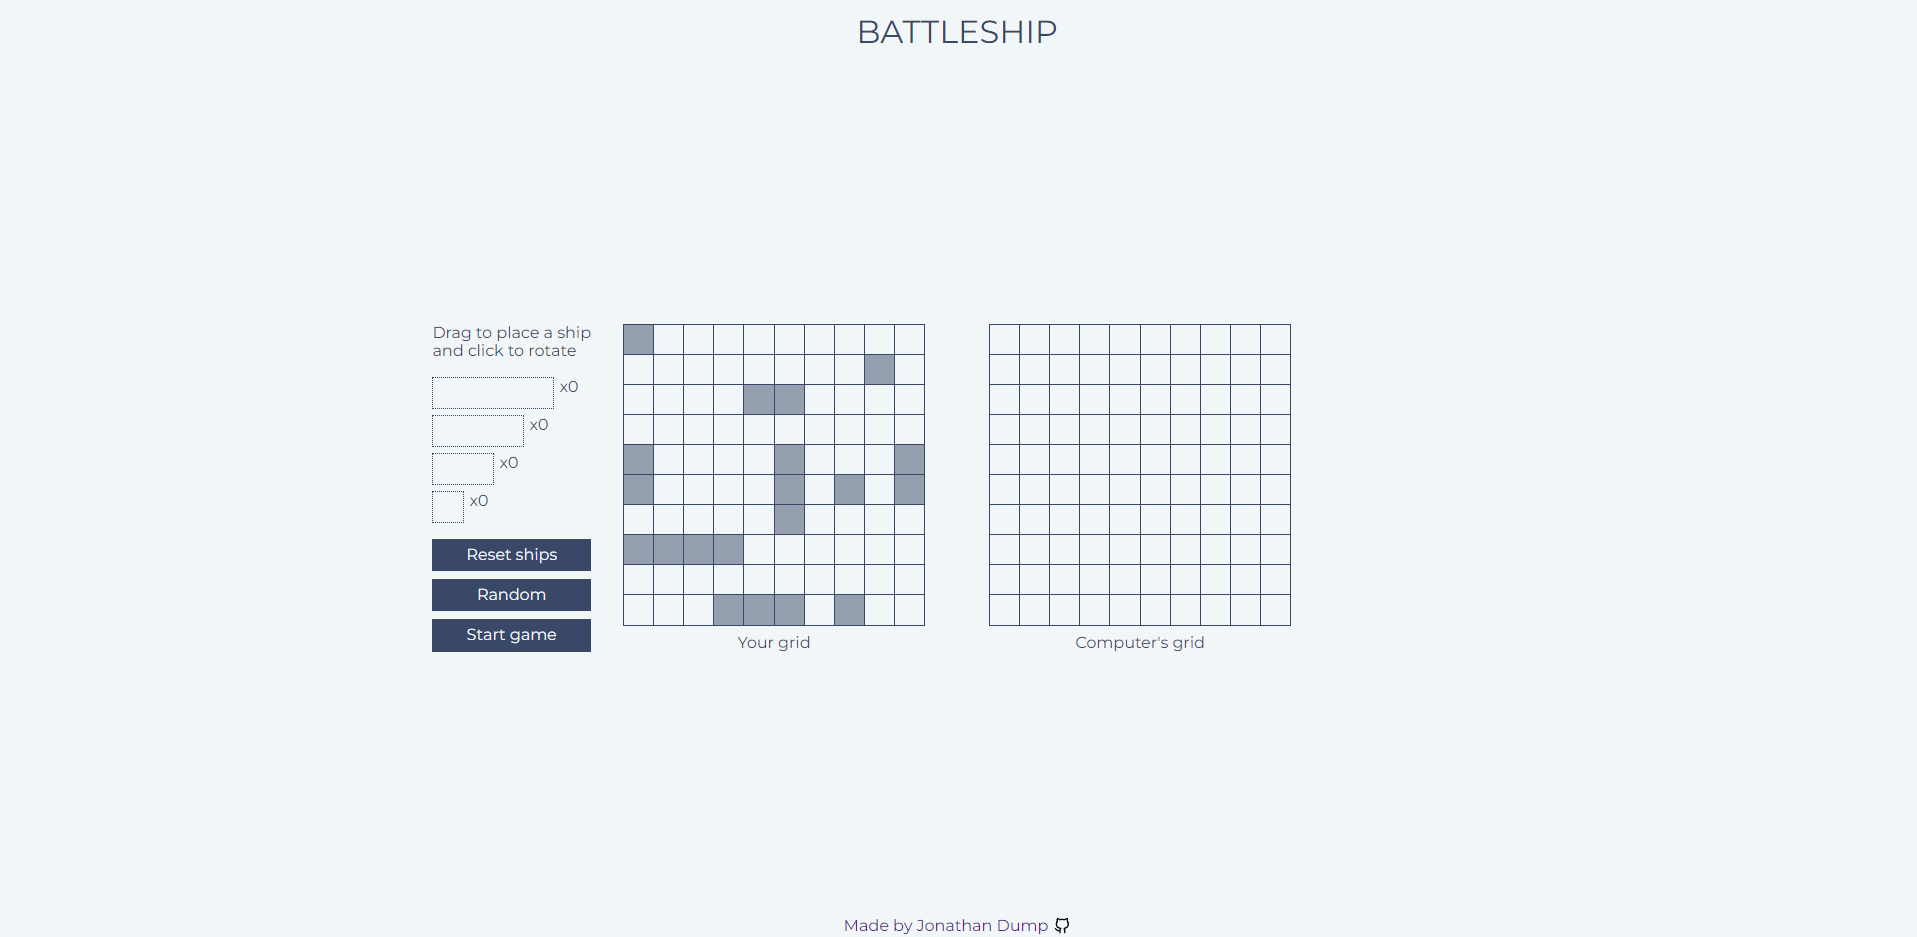 BATTLESHIP
Drag to place a ship
and click to rotate
x0
x0
x0
x0
Reset ships
Random
Start game
Your grid
Computer's grid
Made by Jonathan Dump